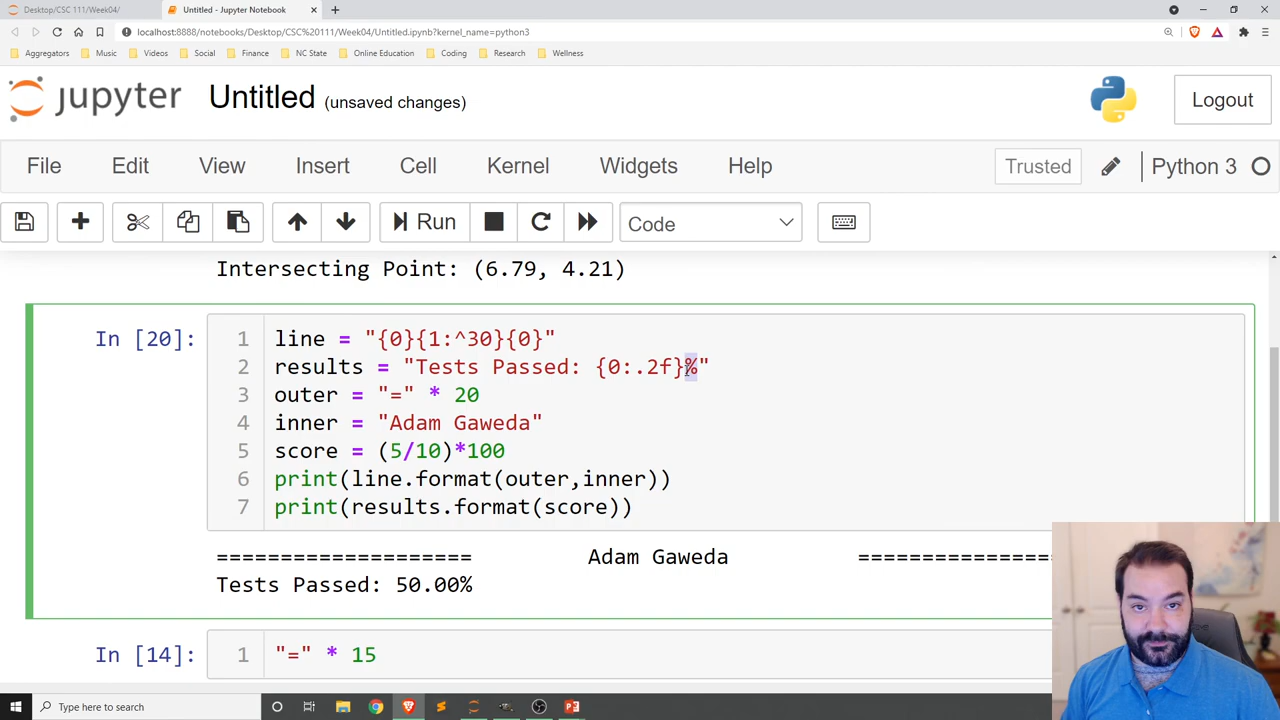 Desktop/CSC 111/Week04/
Untitled - Jupyter Notebook
localhost:8888/notebooks/Desktop/CSC%20111/Week04/Untitled.ipynb?kernel_name=python3
Aggregators Music Videos Social Finance NC State Online Education Coding Research Wellness
jupyter Untitled (unsaved changes)
Logout
File Edit View Insert Cell Kernel Widgets Help
Trusted Python 3
Run Code
Intersecting Point: (6.79, 4.21)
In [20]:
1 line = "{0}{1:^30}{0}"
2 results = "Tests Passed: {0:.2f}%"
3 outer = "=" * 20
4 inner = "Adam Gaweda"
5 score = (5/10)*100
6 print(line.format(outer,inner))
7 print(results.format(score))
==================== Adam Gaweda ===============
Tests Passed: 50.00%
In [14]: 1 "=" * 15
Type here to search